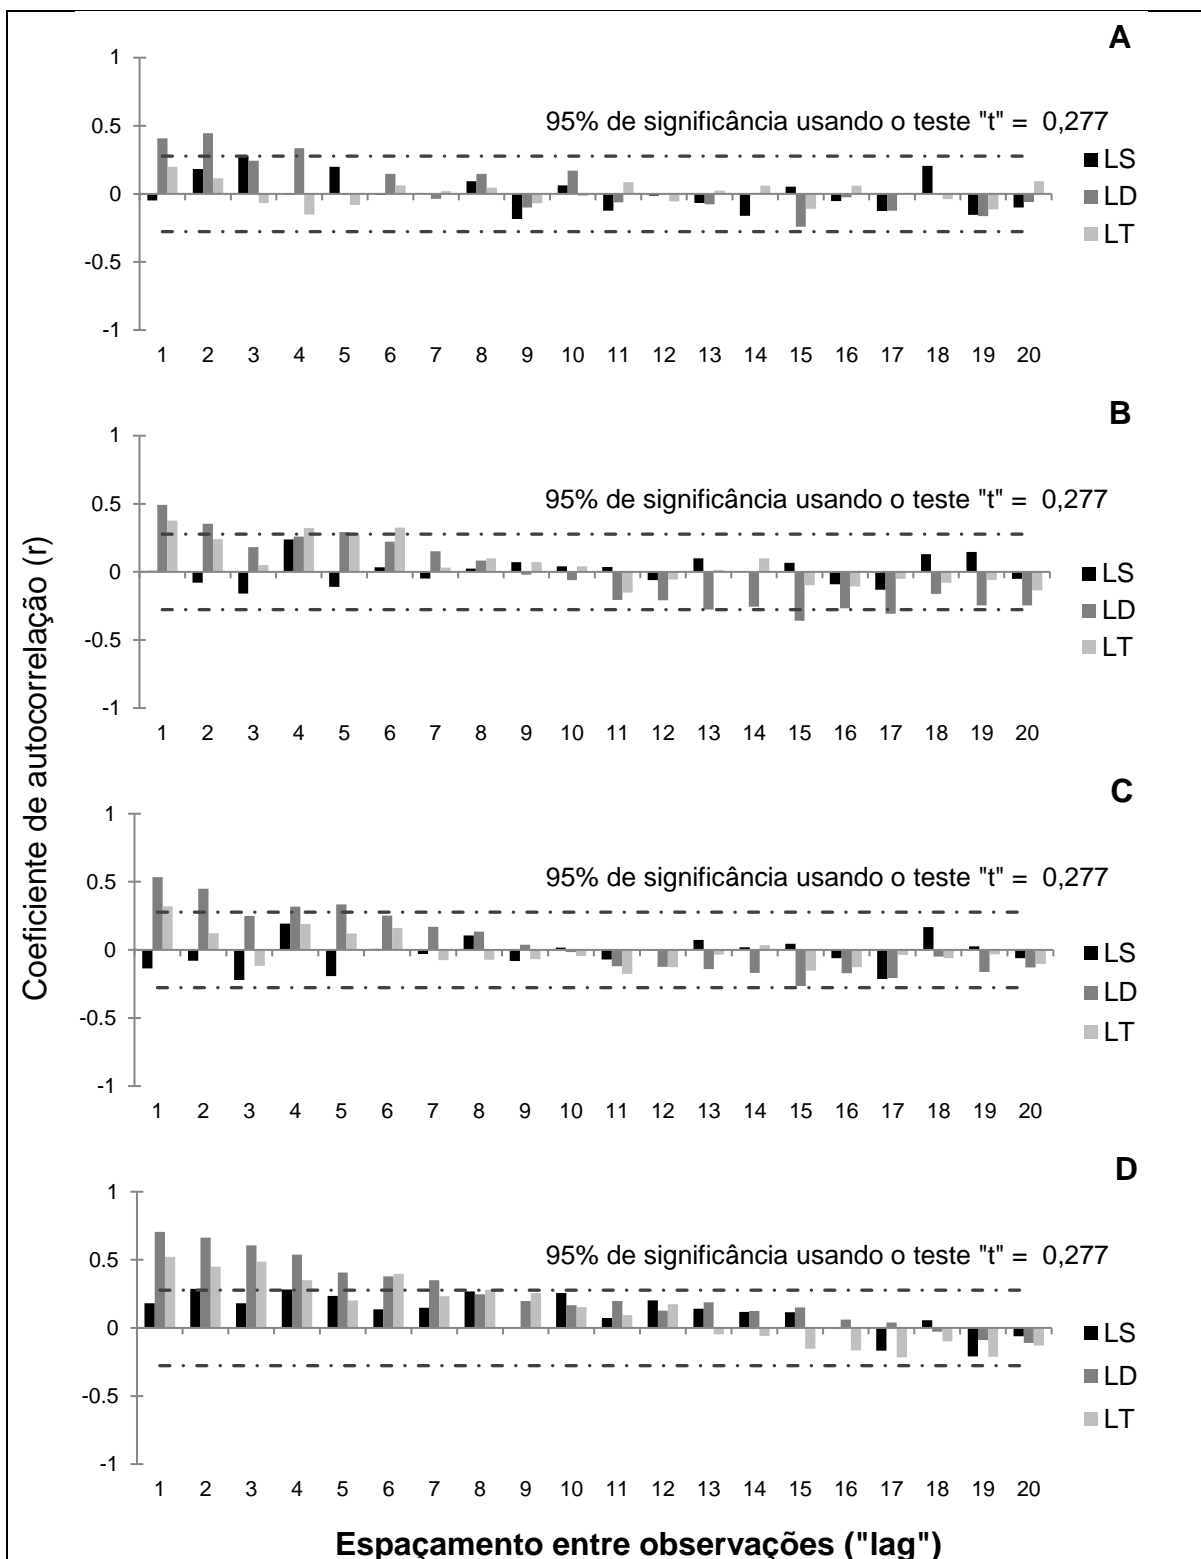 A
1
95% de significância usando o teste "t" = 0,277
0.5
LS
0
LD
LT
-0.5
-1
1 2 3 4 5 6 7 8 9 10 11 12 13 14 15 16 17 18 19 20
B
1
95% de significância usando o teste "t" = 0,277
0.5
0
LS
LD
-0.5
LT
-1
1 2 3 4 5 6 7 8 9 10 11 12 13 14 15 16 17 18 19 20
Coeficiente de autocorrelação (r)
C
1
95% de significância usando o teste "t" = 0,277
0.5
0
LS
LD
-0.5
LT
-1
1 2 3 4 5 6 7 8 9 10 11 12 13 14 15 16 17 18 19 20
D
1
95% de significância usando o teste "t" = 0,277
0.5
0
LS
LD
-0.5
LT
-1
1 2 3 4 5 6 7 8 9 10 11 12 13 14 15 16 17 18 19 20
Espaçamento entre observações ("lag")